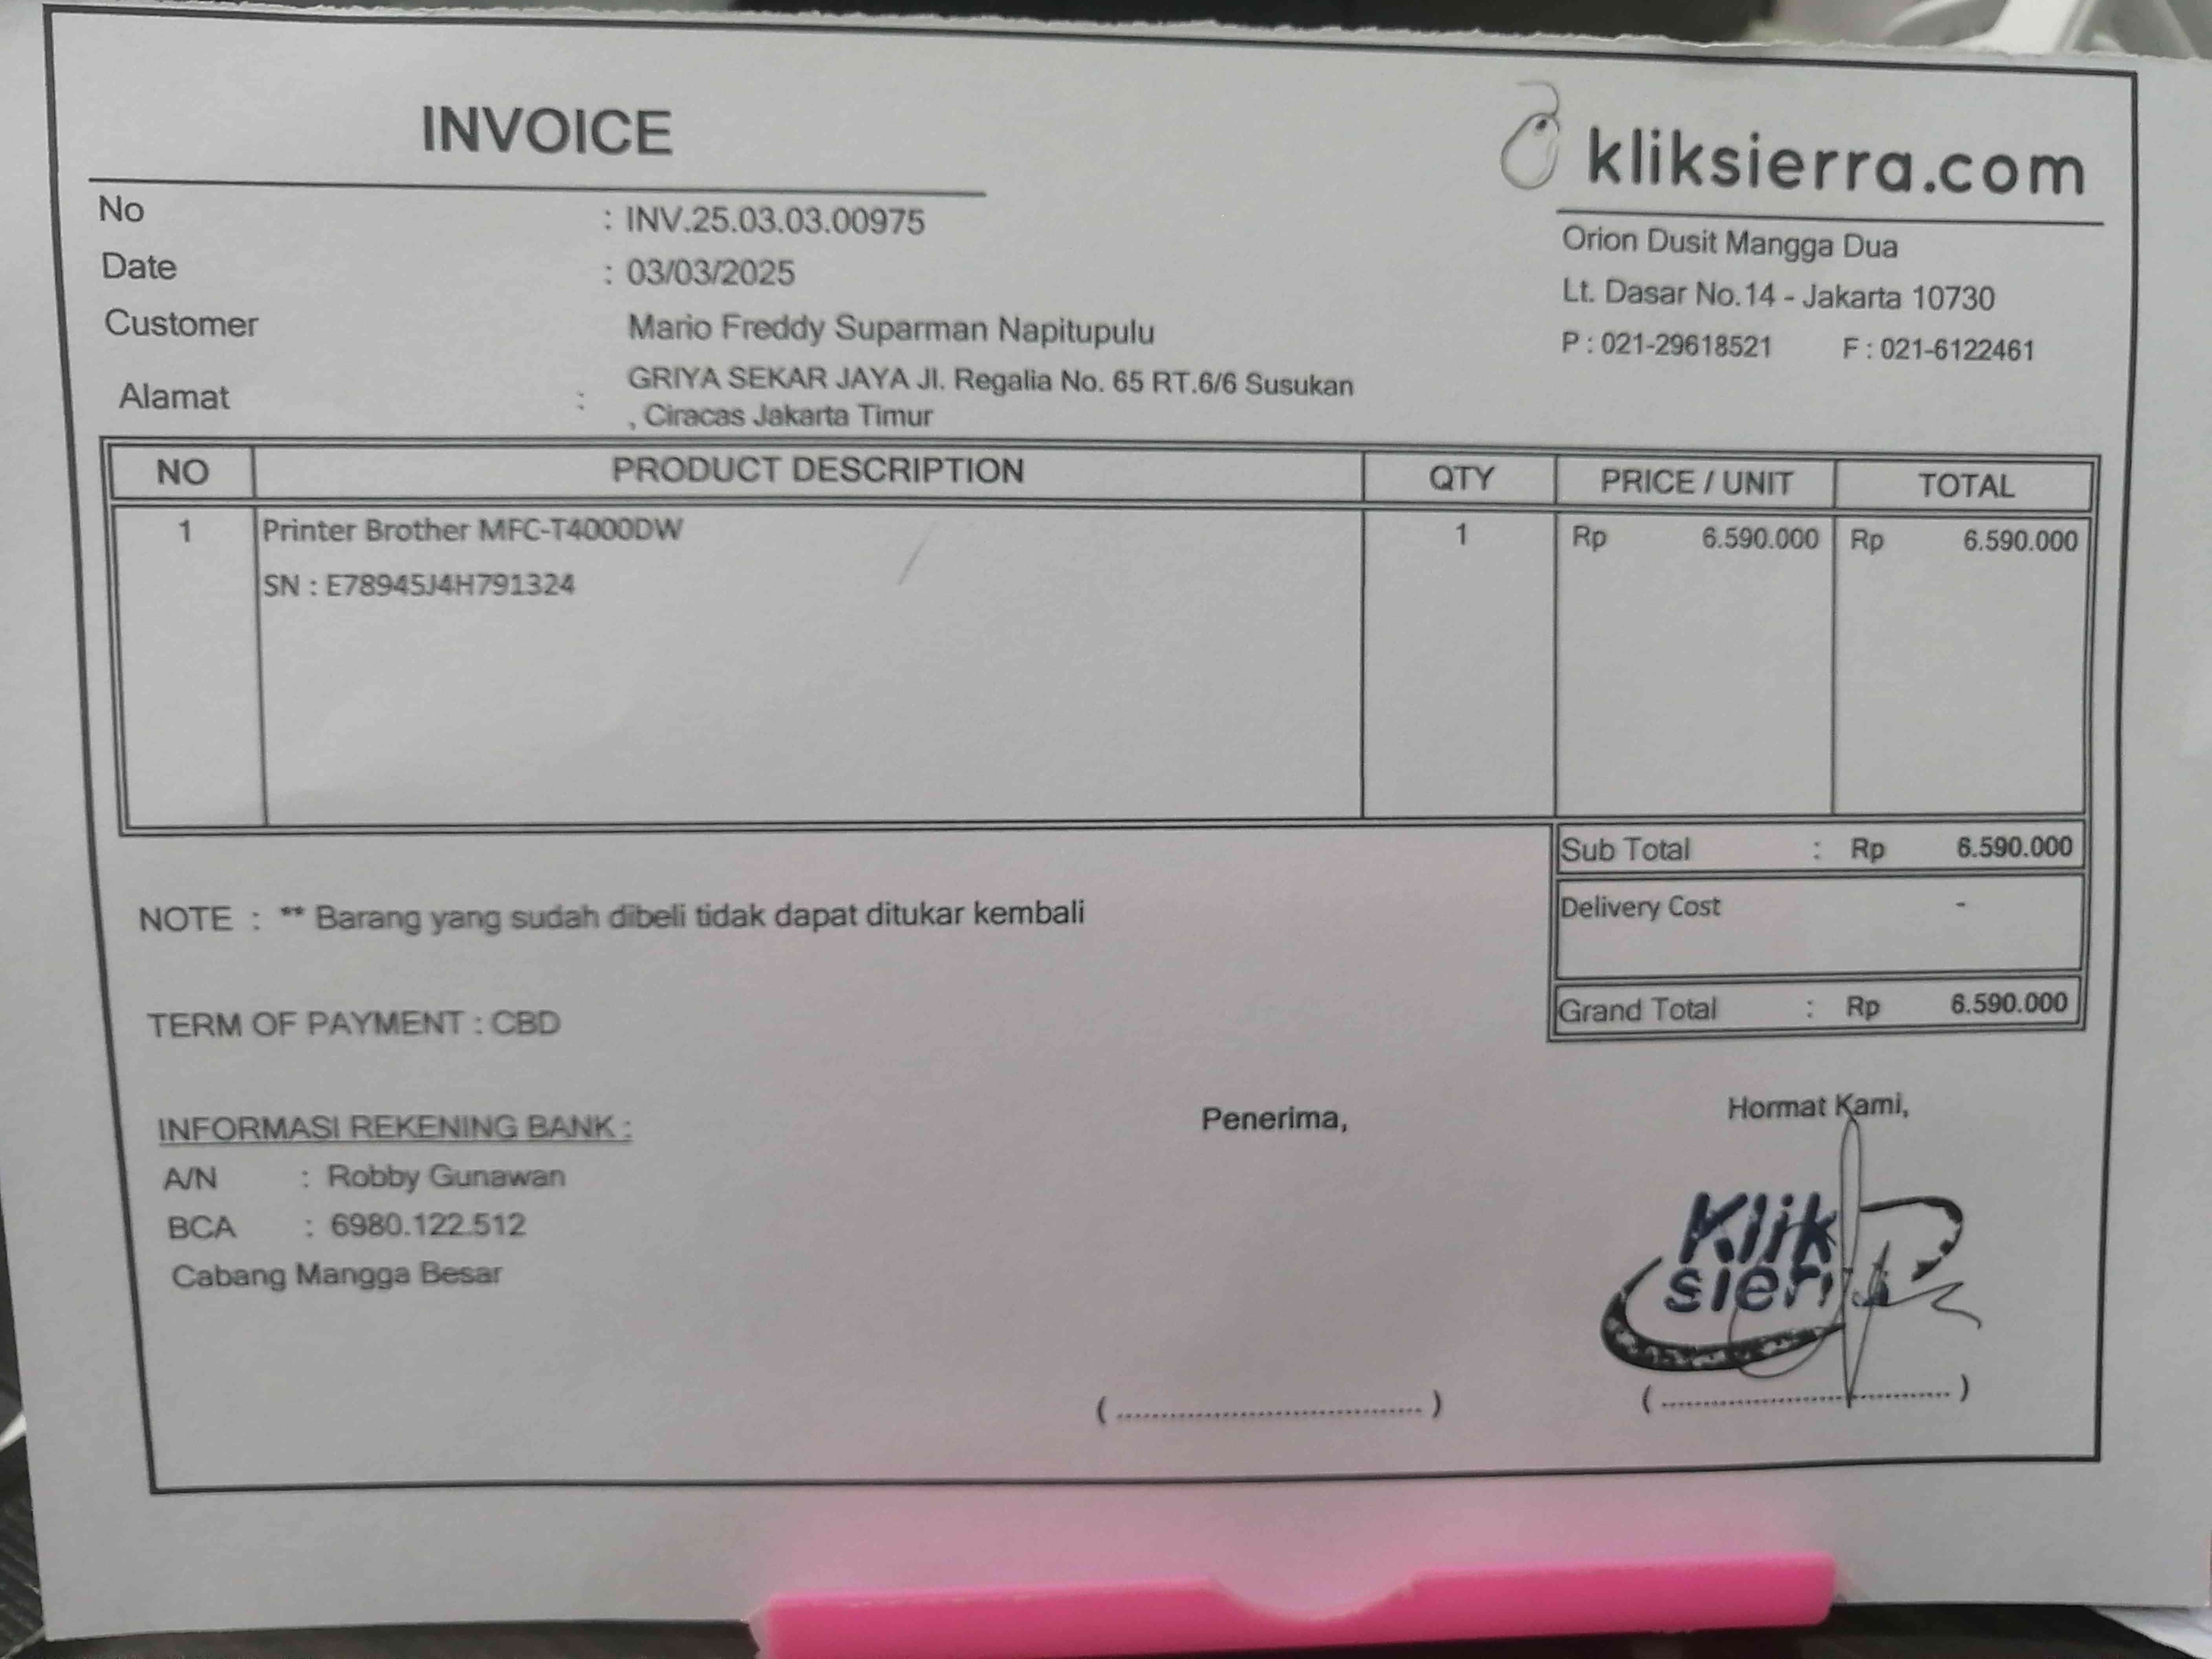 INVOICE
kliksierra.com
No : INV.25.03.03.00975
Date : 03/03/2025
Customer Mario Freddy Suparman Napitupulu
Alamat : GRIYA SEKAR JAYA Jl. Regalia No. 65 RT.6/6 Susukan
, Ciracas Jakarta Timur
Orion Dusit Mangga Dua
Lt. Dasar No.14 - Jakarta 10730
P : 021-29618521 F : 021-6122461
NO PRODUCT DESCRIPTION QTY PRICE / UNIT TOTAL
1 Printer Brother MFC-T4000DW 1 Rp 6.590.000 Rp 6.590.000
SN : E78945J4H791324
Sub Total : Rp 6.590.000
Delivery Cost -
Grand Total : Rp 6.590.000
NOTE : ** Barang yang sudah dibeli tidak dapat ditukar kembali
TERM OF PAYMENT : CBD
INFORMASI REKENING BANK :
A/N : Robby Gunawan
BCA : 6980.122.512
Cabang Mangga Besar
Penerima,
(....................................)
Hormat Kami,
Klik
sierra
(....................................)